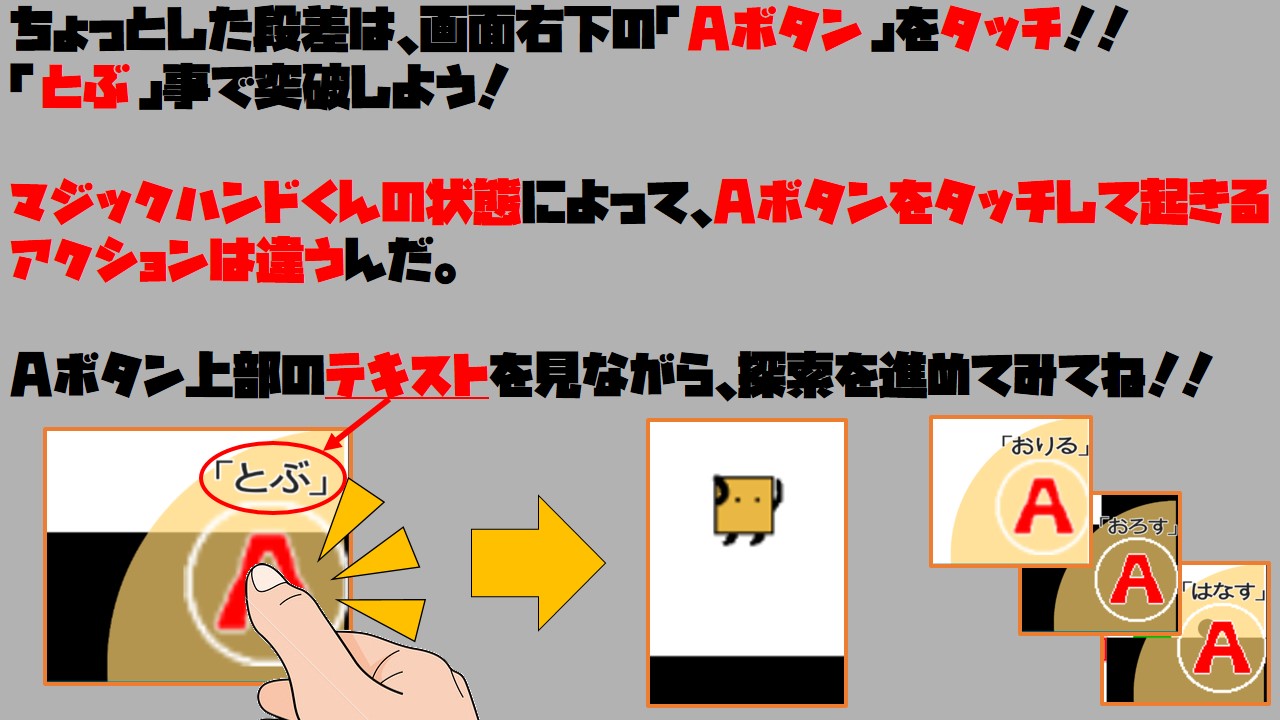 ちょっとした段差は、画面右下の「Aボタン」をタッチ!!
「とぶ」事で突破しよう!
マジックハンドくんの状態によって、Aボタンをタッチして起きる
アクションは違うんだ。
Aボタン上部のテキストを見ながら、探索を進めてみてね!!
「とぶ」
A
「おりる」
A
「おろす」
A
「はなす」
A